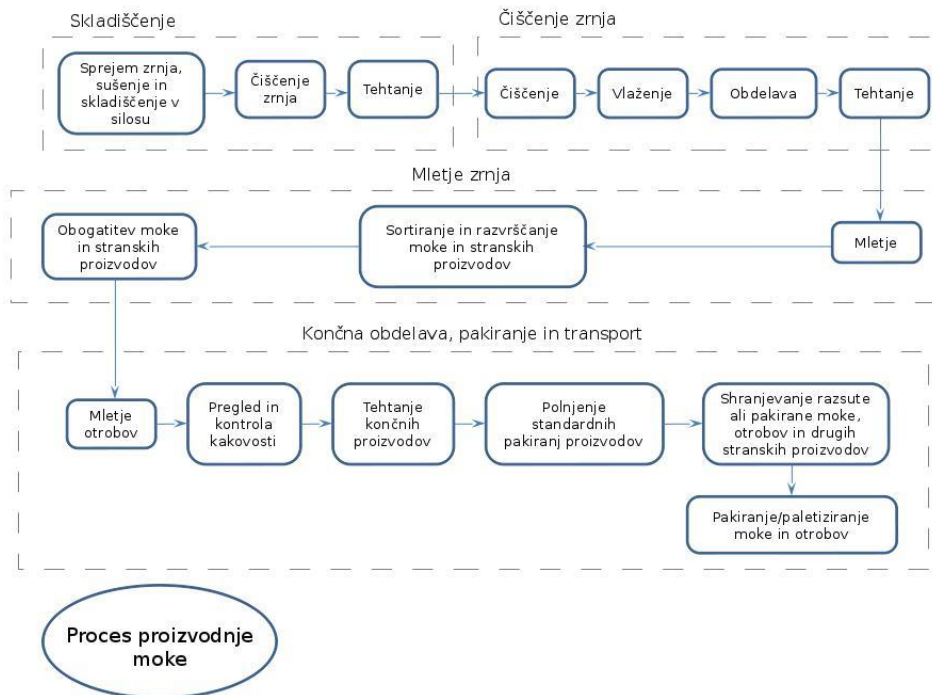 Skladiščenje
Sprejem zrnja,
sušenje in
skladiščenje v
silosu
Čiščenje
zrnja
Tehtanje
Čiščenje zrnja
Čiščenje
Vlaženje
Obdelava
Tehtanje
Mletje zrnja
Mletje
Sortiranje in razvrščanje
moke in stranskih
proizvodov
Obogatitev moke
in stranskih
proizvodov
Končna obdelava, pakiranje in transport
Mletje
otrobov
Pregled in
kontrola
kakovosti
Tehtanje
končnih
proizvodov
Polnjenje
standardnih
pakiranj proizvodov
Shranjevanje razsute
ali pakirane moke,
otrobov in drugih
stranskih proizvodov
Pakiranje/paletiziranje
moke in otrobov
Proces proizvodnje
moke